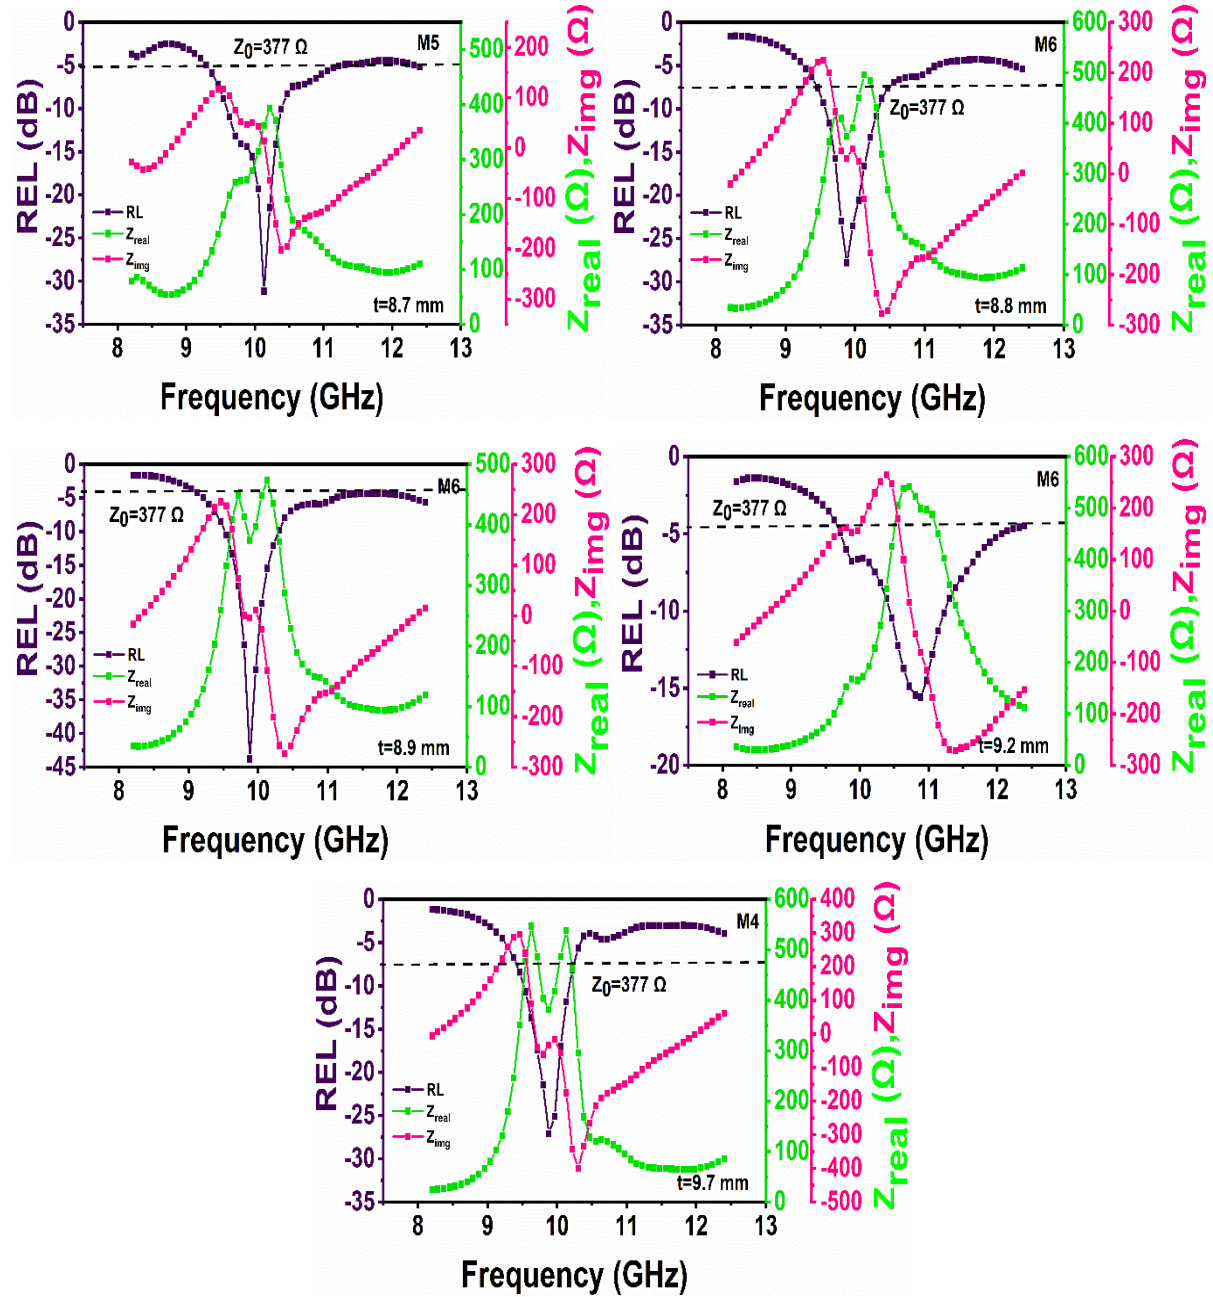 0
-5
-10
-15
-20
-25
-30
-35
REL (dB)
Z0=377 Ω
M5
RL
Zreal
Zimg
t=8.7 mm
8 9 10 11 12 13
Frequency (GHz)
500
400
300
200
100
0
200
100
0
-100
-200
-300
Zreal (Ω),Zimg (Ω)
0
-5
-10
-15
-20
-25
-30
-35
REL (dB)
M6
Z0=377 Ω
RL
Zreal
Zimg
t=8.8 mm
8 9 10 11 12 13
Frequency (GHz)
600
500
400
300
200
100
0
300
200
100
0
-100
-200
-300
Zreal (Ω),Zimg (Ω)
0
-5
-10
-15
-20
-25
-30
-35
-40
-45
REL (dB)
M6
Z0=377 Ω
RL
Zreal
Zimg
t=8.9 mm
8 9 10 11 12 13
Frequency (GHz)
500
400
300
200
100
0
300
200
100
0
-100
-200
-300
Zreal (Ω),Zimg (Ω)
0
-5
-10
-15
-20
REL (dB)
M6
Z0=377 Ω
RL
Zreal
Zimg
t=9.2 mm
8 9 10 11 12 13
Frequency (GHz)
600
500
400
300
200
100
0
300
200
100
0
-100
-200
-300
Zreal (Ω),Zimg (Ω)
0
-5
-10
-15
-20
-25
-30
-35
REL (dB)
M4
Z0=377 Ω
RL
Zreal
Zimg
t=9.7 mm
8 9 10 11 12 13
Frequency (GHz)
600
500
400
300
200
100
0
400
300
200
100
0
-100
-200
-300
-400
-500
Zreal (Ω),Zimg (Ω)